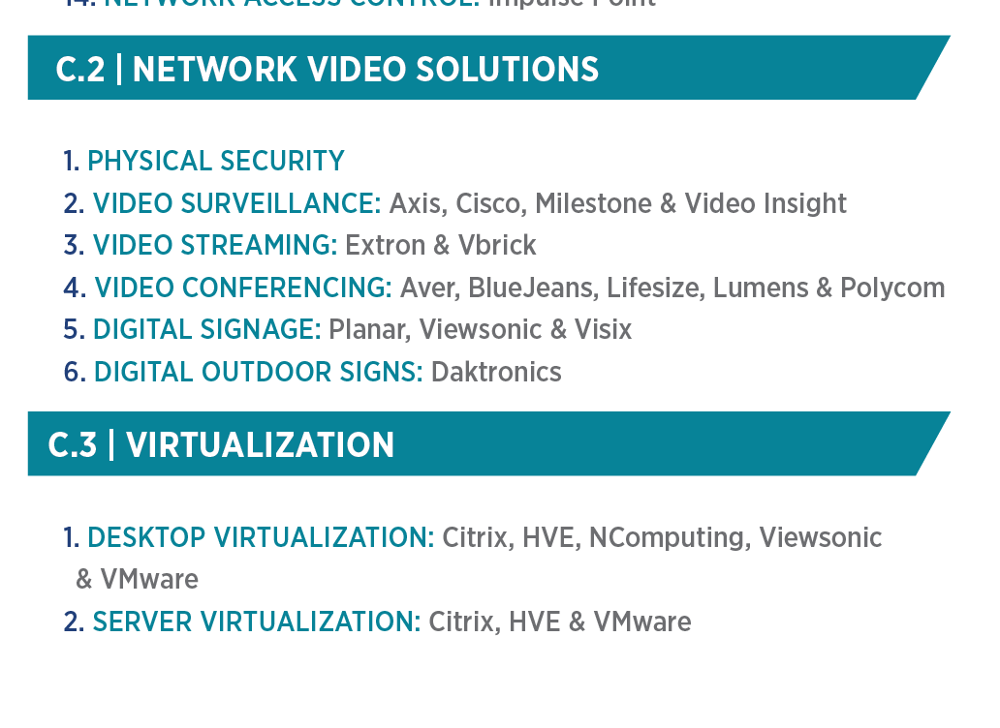 14. NETWORK ACCESS CONTROL: Impulse Point
C.2 | NETWORK VIDEO SOLUTIONS
1. PHYSICAL SECURITY
2. VIDEO SURVEILLANCE: Axis, Cisco, Milestone & Video Insight
3. VIDEO STREAMING: Extron & Vbrick
4. VIDEO CONFERENCING: Aver, BlueJeans, Lifesize, Lumens & Polycom
5. DIGITAL SIGNAGE: Planar, Viewsonic & Visix
6. DIGITAL OUTDOOR SIGNS: Daktronics
C.3 | VIRTUALIZATION
1. DESKTOP VIRTUALIZATION: Citrix, HVE, NComputing, Viewsonic
& VMware
2. SERVER VIRTUALIZATION: Citrix, HVE & VMware